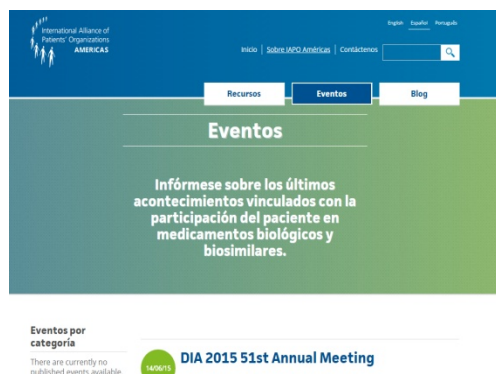 International Alliance of
Patients' Organizations
AMERICAS
English Español Português
Inicio | Sobre IAPO Américas | Contáctenos
Recursos Eventos Blog
Eventos
Infórmese sobre los últimos
acontecimientos vinculados con la
participación del paciente en
medicamentos biológicos y
biosimilares.
Eventos por
categoría
There are currently no
published events available
14/06/15
DIA 2015 51st Annual Meeting